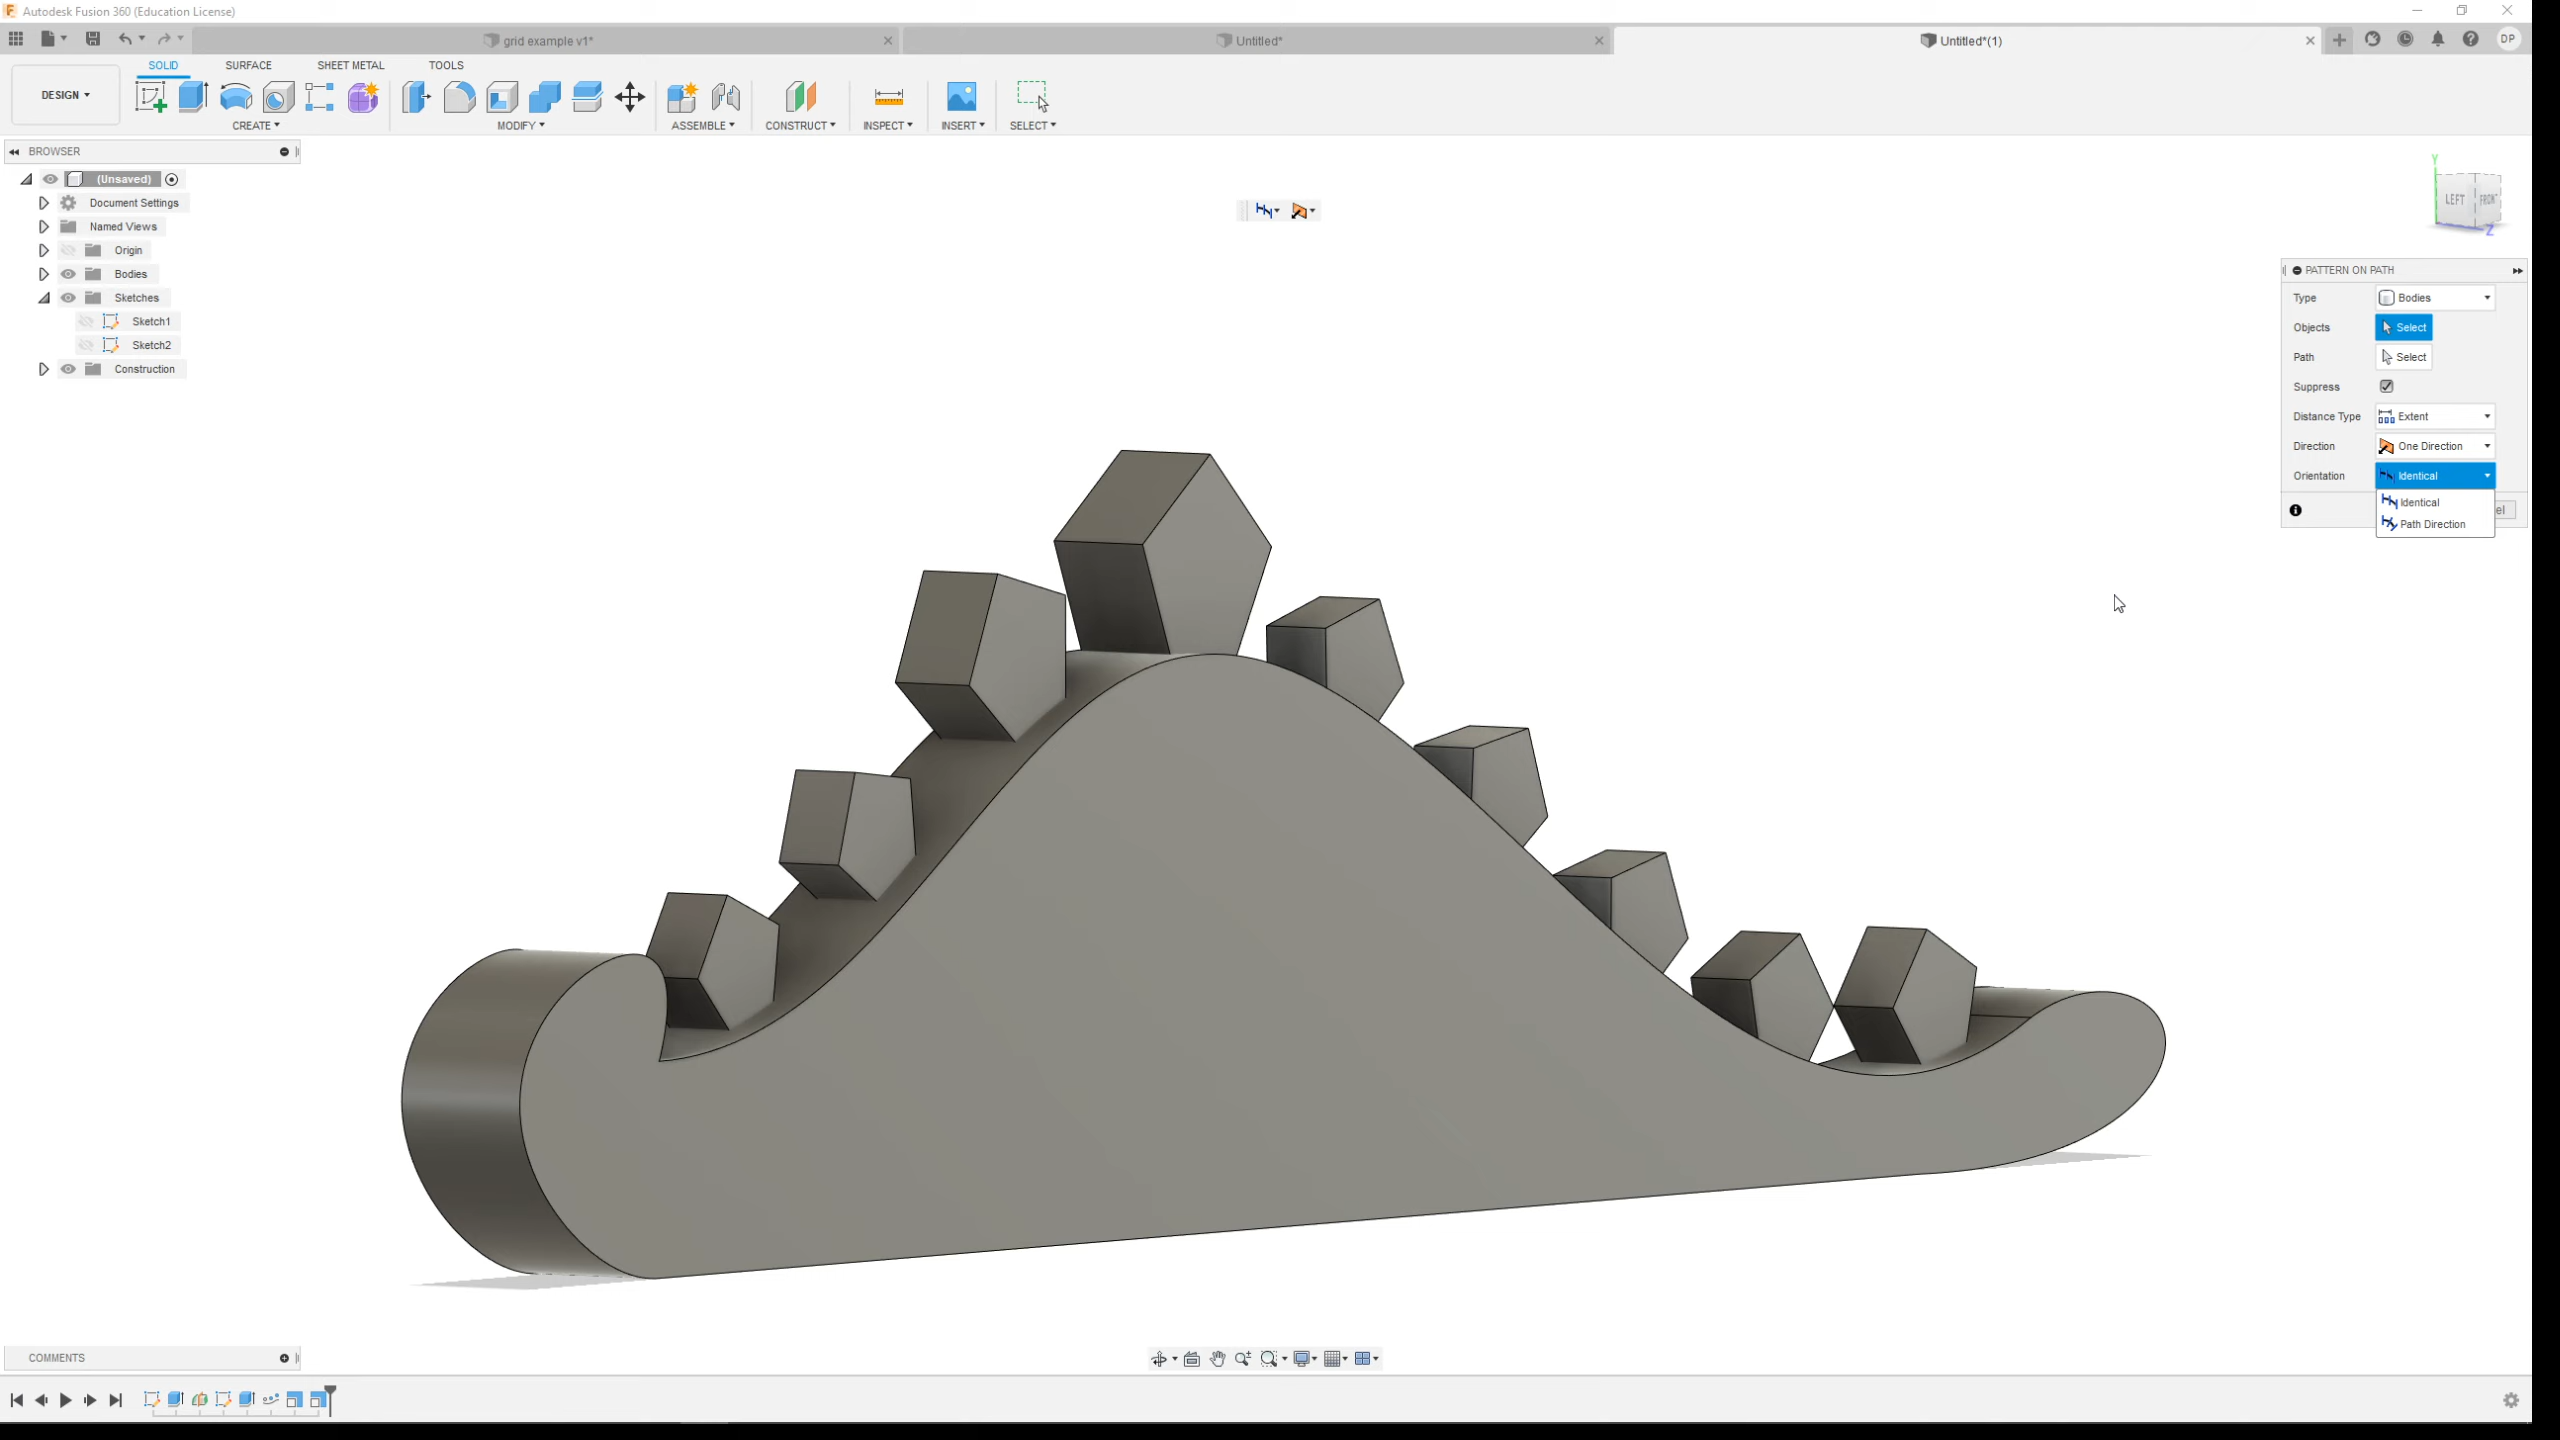 Autodesk Fusion 360 (Education License)
grid example v1*
Untitled*
Untitled*(1)
DP
DESIGN
SOLID
SURFACE
SHEET METAL
TOOLS
CREATE
MODIFY
ASSEMBLE
CONSTRUCT
INSPECT
INSERT
SELECT
BROWSER
(Unsaved)
Document Settings
Named Views
Origin
Bodies
Sketches
Sketch1
Sketch2
Construction
Y
LEFT
FRONT
Z
PATTERN ON PATH
Type
Bodies
Objects
Select
Path
Select
Suppress
Distance Type
Extent
Direction
One Direction
Orientation
Identical
Identical
Path Direction
el
COMMENTS